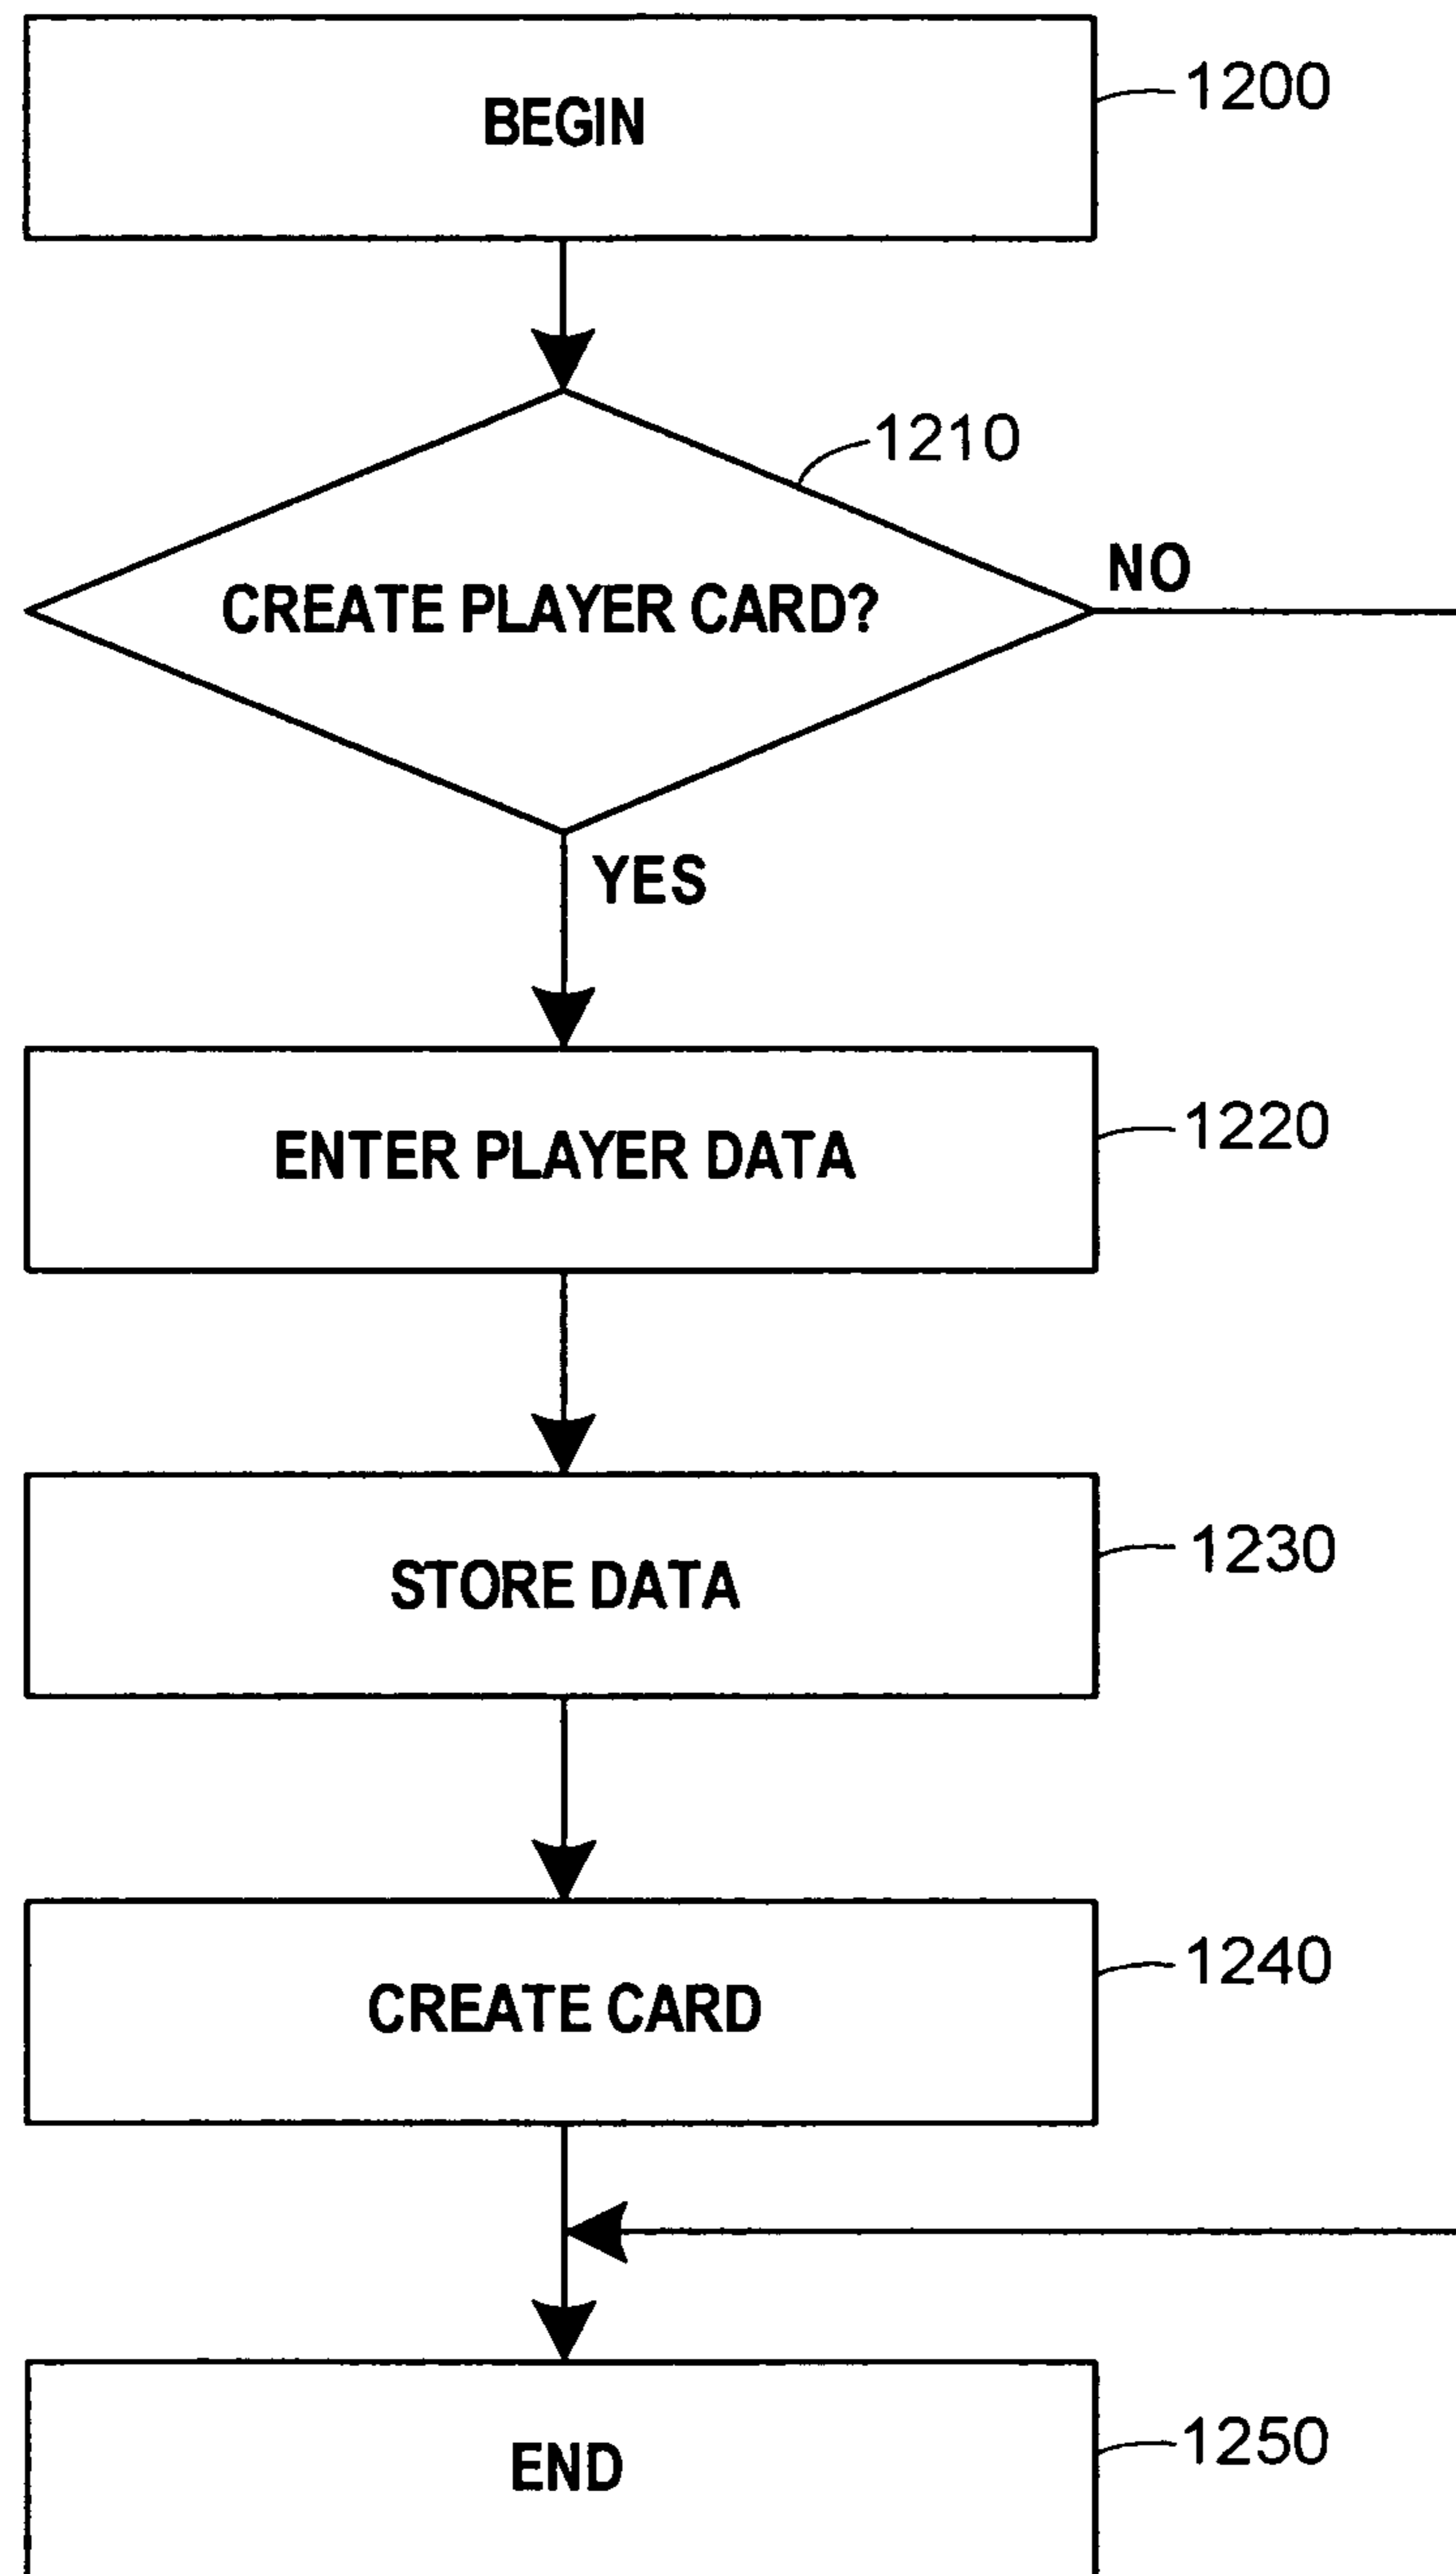 BEGIN
1200
1210
CREATE PLAYER CARD?
NO
YES
ENTER PLAYER DATA
1220
STORE DATA
1230
CREATE CARD
1240
END
1250